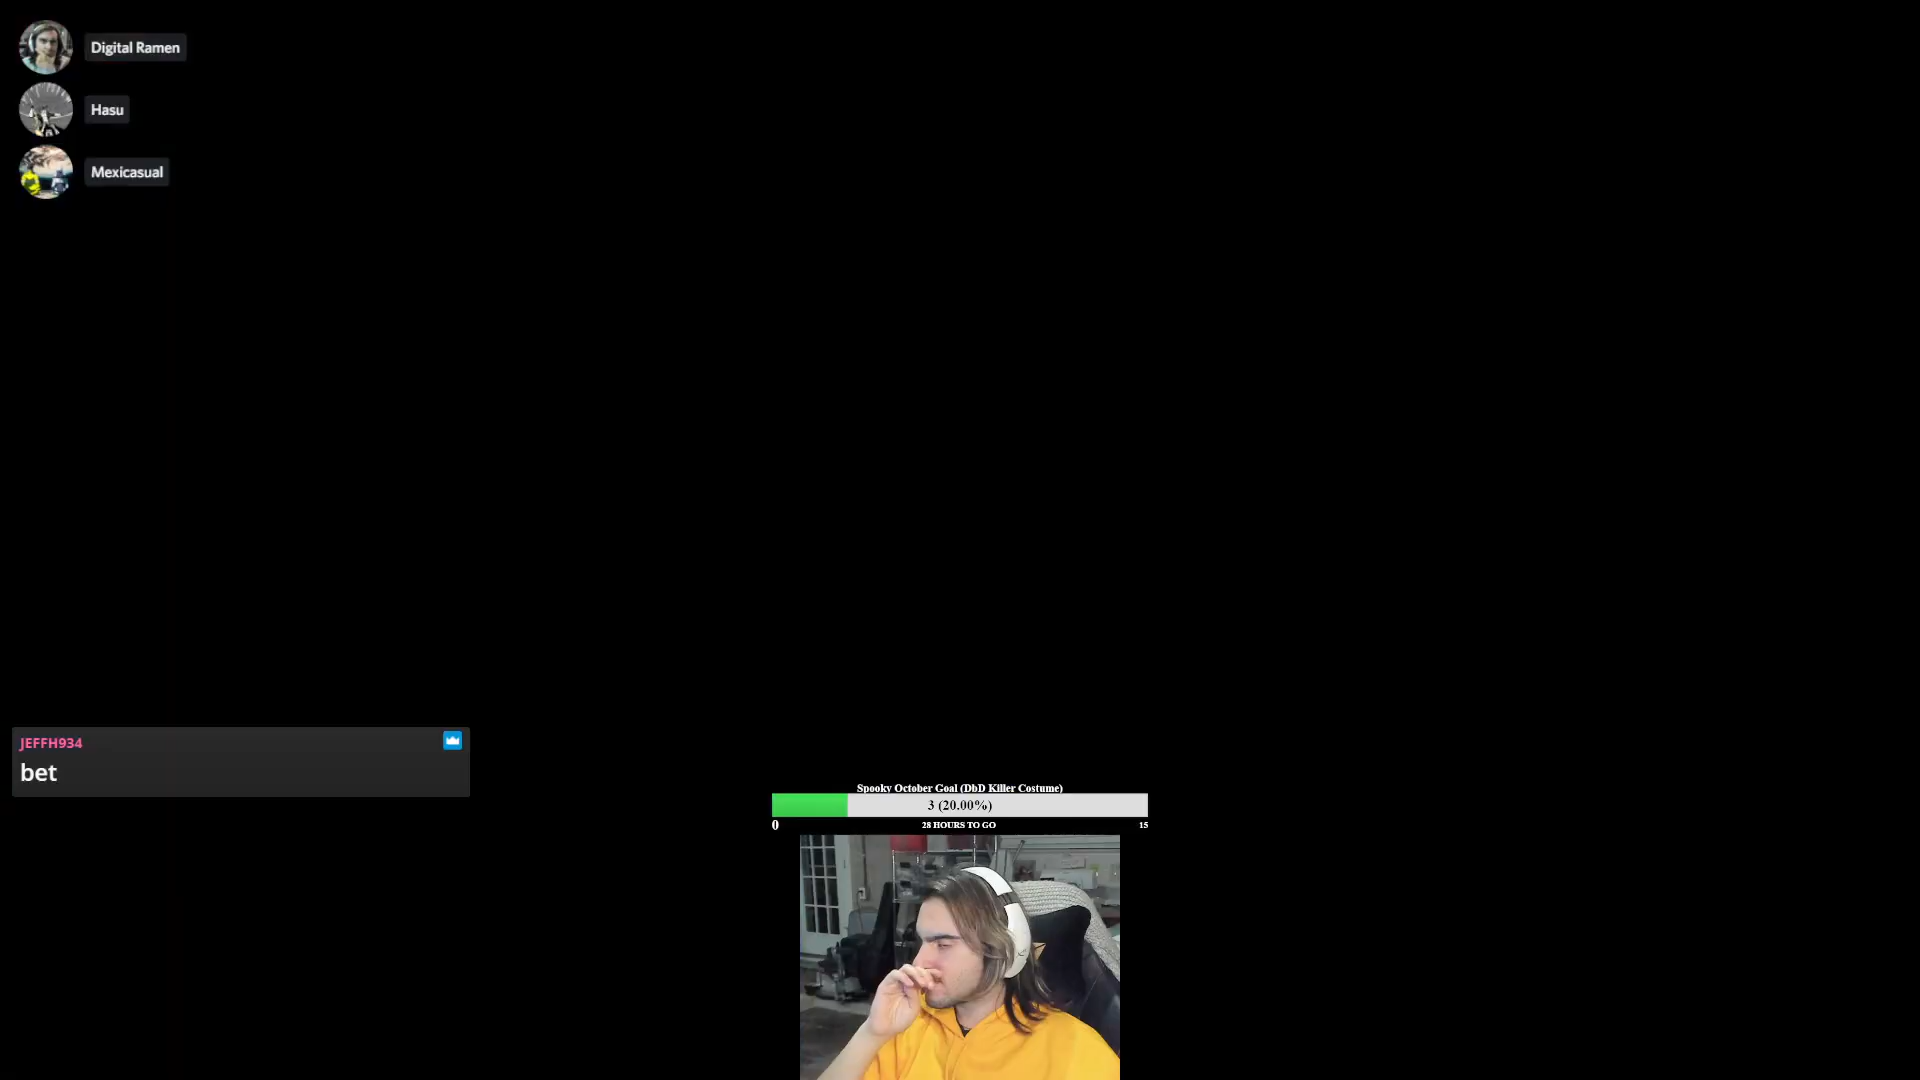 Digital Ramen
Hasu
Mexicasual
JEFFH934
bet
Spooky October Goal (DbD Killer Costume)
3 (20.00%)
0 28 HOURS TO GO 15